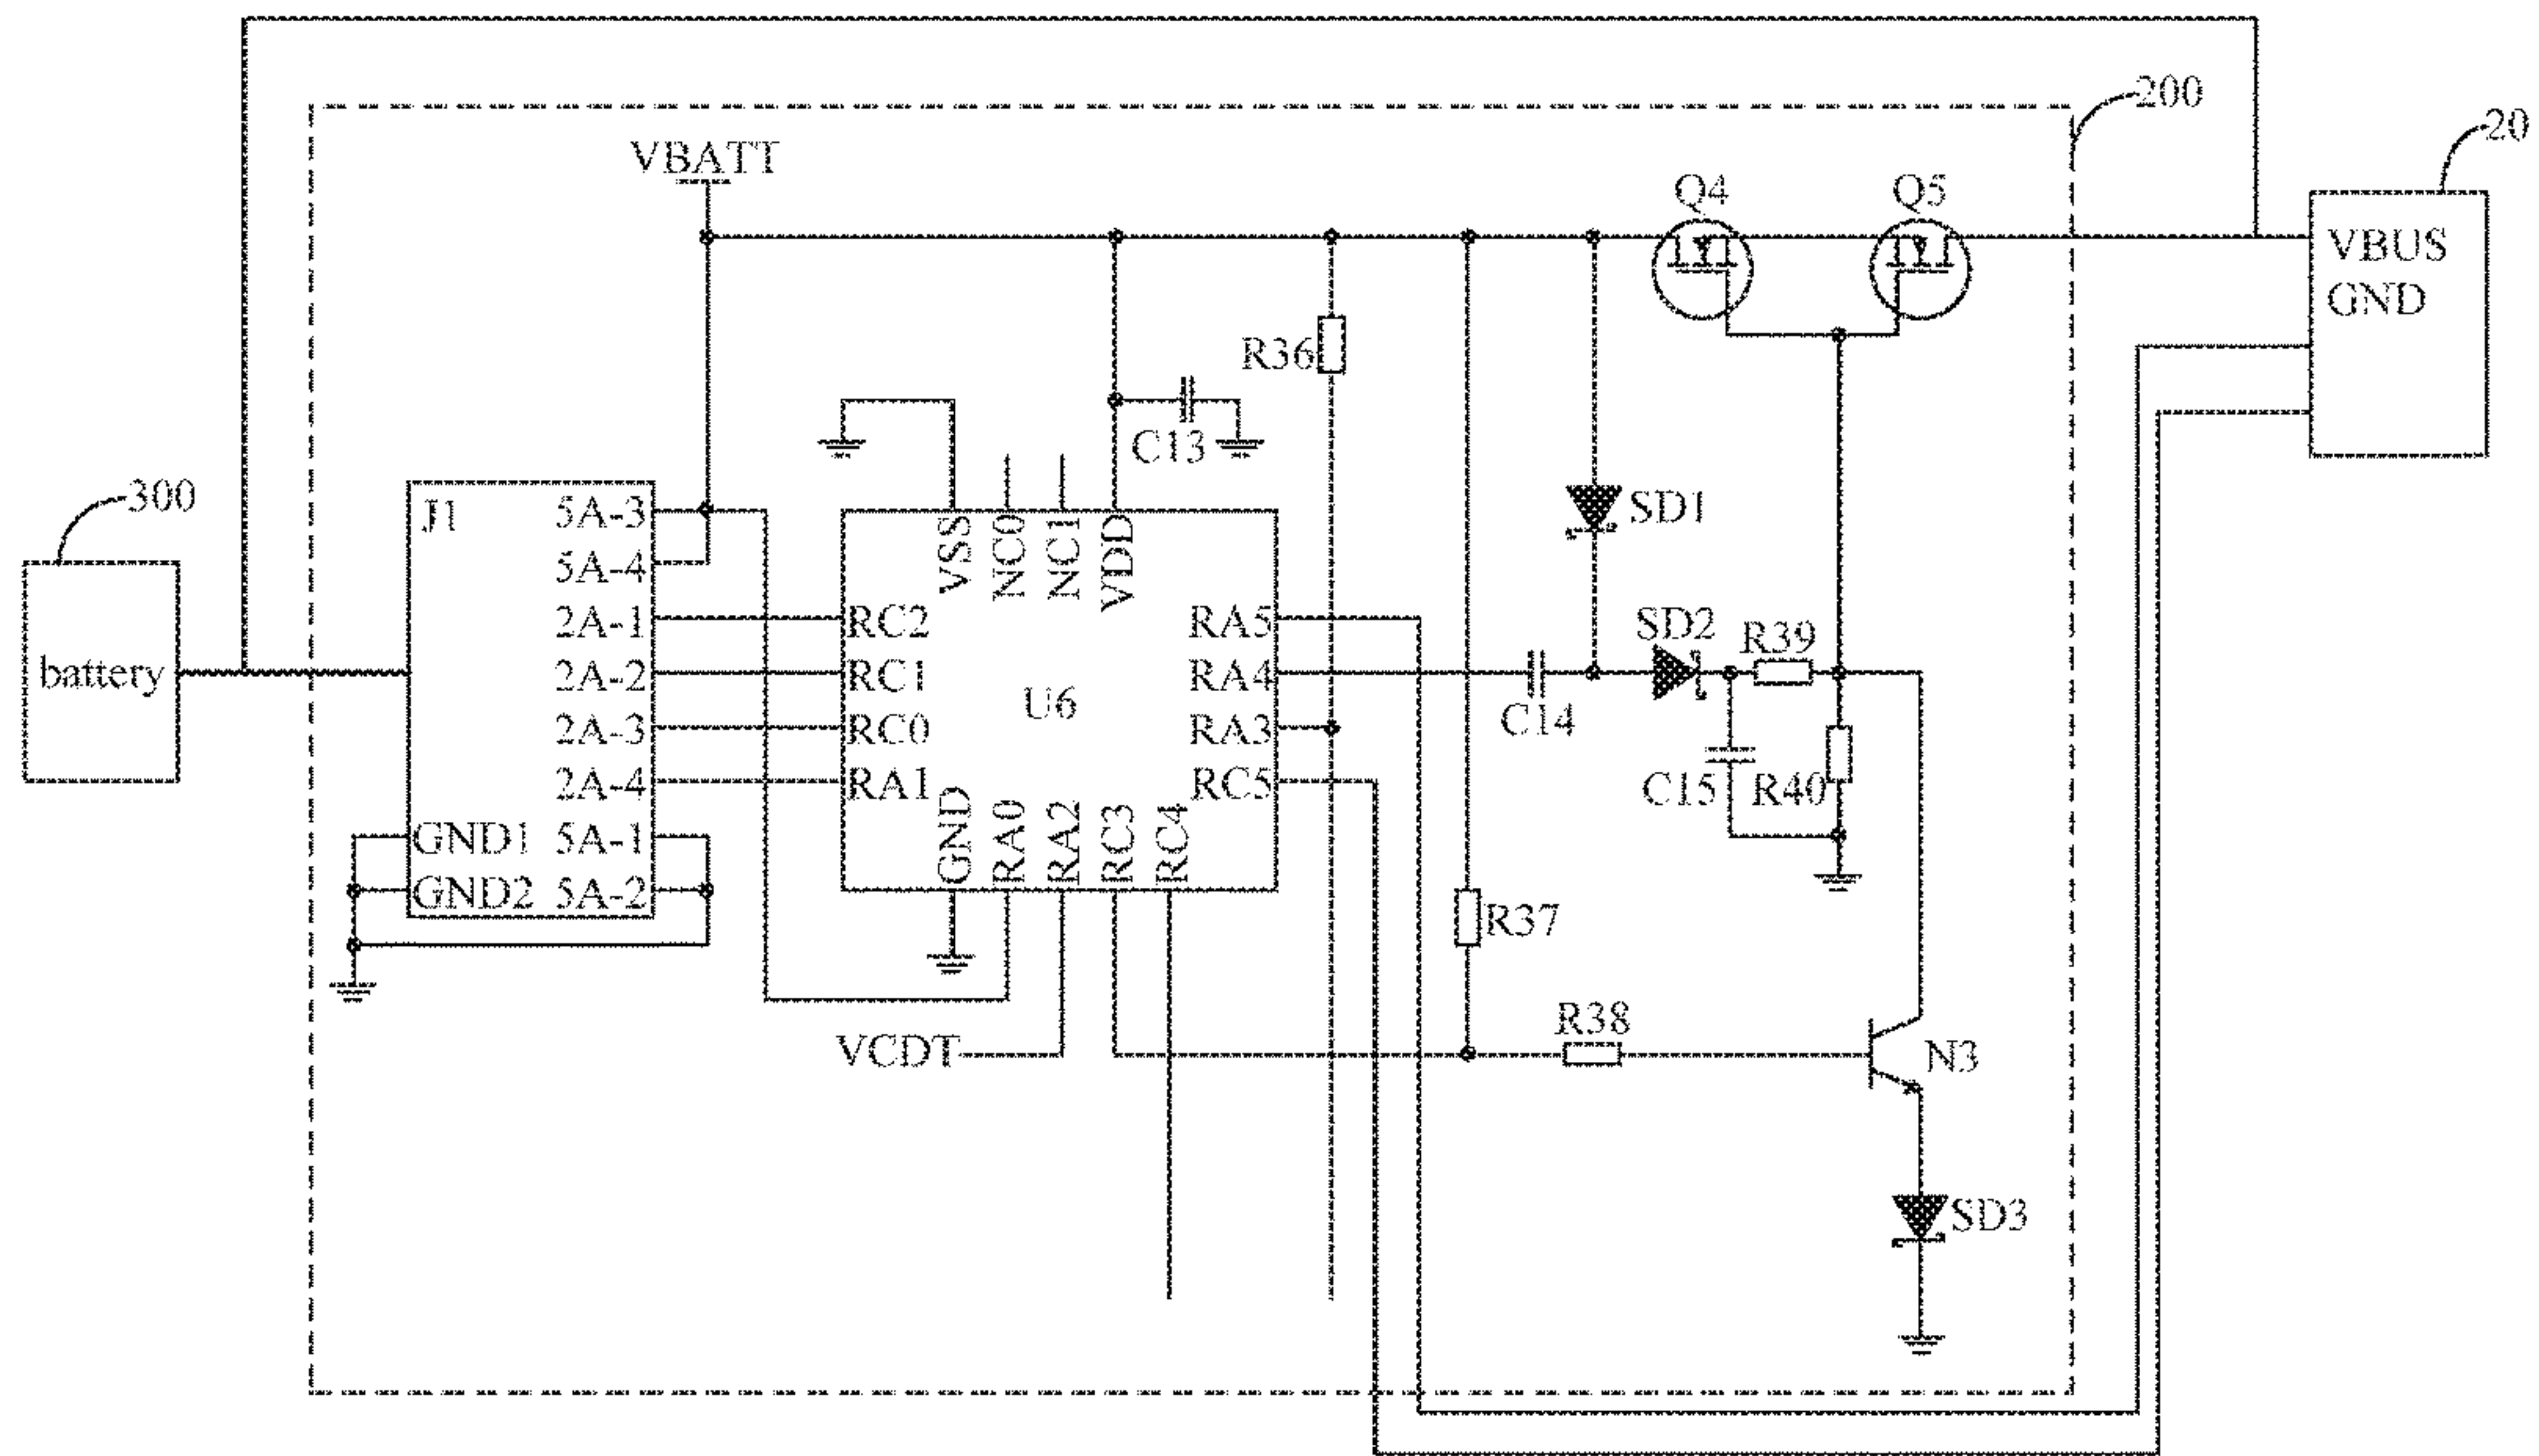 200
20
VBATT
Q4
Q5
VBUS
GND
R36
C13
300
J1
5A-3
5A-4
2A-1
2A-2
2A-3
2A-4
GND1
5A-1
GND2
5A-2
battery
VSS
NC0
NC1
VDD
RC2
RC1
RC0
RA1
U6
RA5
RA4
RA3
RC5
GND
RA0
RA2
RC3
RC4
SD1
SD2
R39
C14
C15
R40
R37
VCDT
R38
N3
SD3